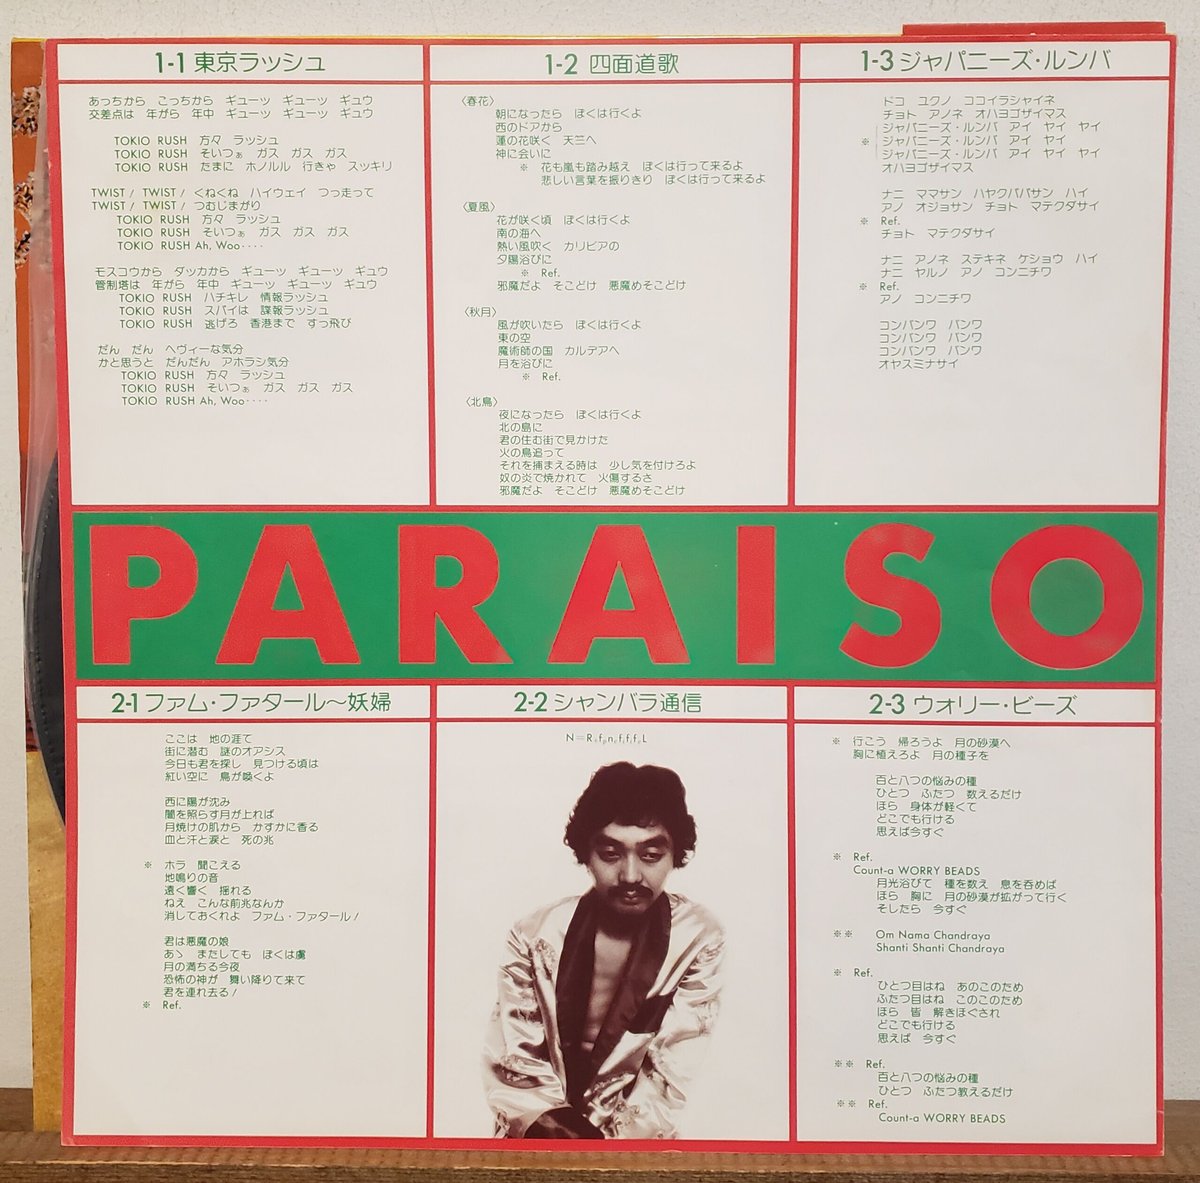 1-1 東京ラッシュ
あっちから こっちから ギューッ ギューッ ギュウ
交差点は 年がら 年中 ギューッ ギューッ ギュウ
TOKIO RUSH 方々 ラッシュ
TOKIO RUSH そいつぁ ガス ガス ガス
TOKIO RUSH たまに ホノルル 行きゃ スッキリ
TWIST! TWIST! くねくね ハイウェイ つっ走って
TWIST! TWIST! つむじまがり
TOKIO RUSH 方々 ラッシュ
TOKIO RUSH そいつぁ ガス ガス ガス
TOKIO RUSH Ah, Woo‥‥
モスコウから ダッカから ギューッ ギューッ ギュウ
管制塔は 年がら 年中 ギューッ ギューッ ギュウ
TOKIO RUSH ハチキレ 情報ラッシュ
TOKIO RUSH スパイは 諜報ラッシュ
TOKIO RUSH 逃げろ 香港まで すっ飛び
だん だん ヘヴィーな気分
かと思うと だんだん アホラシ気分
TOKIO RUSH 方々 ラッシュ
TOKIO RUSH そいつぁ ガス ガス ガス
TOKIO RUSH Ah, Woo‥‥
1-2 四面道歌
〈春花〉
朝になったら ぼくは行くよ
西のドアから
蓮の花咲く 天竺へ
神に会いに
※ 花も嵐も踏み越え ぼくは行って来るよ
悲しい言葉を振りきり ぼくは行って来るよ
〈夏風〉
花が咲く頃 ぼくは行くよ
南の海へ
熱い風吹く カリビアの
夕陽浴びに
※ Ref.
邪魔だよ そこどけ 悪魔めそこどけ
〈秋月〉
風が吹いたら ぼくは行くよ
東の空
魔術師の国 カルデアへ
月を浴びに
※ Ref.
〈北鳥〉
夜になったら ぼくは行くよ
北の島に
君の住む街で見かけた
火の鳥追って
それを捕まえる時は 少し気を付けろよ
奴の炎で焼かれて 火傷するさ
邪魔だよ そこどけ 悪魔めそこどけ
1-3 ジャパニーズ・ルンバ
ドコ ユクノ ココイラシャイネ
チョト アノネ オハヨゴザイマス
ジャパニーズ・ルンバ アイ ヤイ ヤイ
※ ジャパニーズ・ルンバ アイ ヤイ
ジャパニーズ・ルンバ アイ ヤイ ヤイ
オハヨゴザイマス
ナニ ママサン ハヤクパパサン ハイ
アノ オジョサン チョト マテクダサイ
※ Ref.
チョト マテクダサイ
ナニ アノネ ステキネ ケショウ ハイ
ナニ ヤルノ アノ コンニチワ
※ Ref.
アノ コンニチワ
コンバンワ バンワ
コンバンワ バンワ
コンバンワ バンワ
オヤスミナサイ
PARAISO
2-1 ファム・ファタール〜妖婦
ここは 地の涯て
街に潜む 謎のオアシス
今日も君を探し 見つける頃は
紅い空に 鳥が喚くよ
西に陽が沈み
闇を照らす月が上れば
月焼けの肌から かすかに香る
血と汗と涙と 死の兆
※ ホラ 聞こえる
地鳴りの音
遠く響く 揺れる
ねえ こんな前兆なんか
消しておくれよ ファム・ファタール!
君は悪魔の娘
あゝ またしても ぼくは虜
月の満ちる今夜
恐怖の神が 舞い降りて来て
君を連れ去る!
※ Ref.
2-2 シャンバラ通信
2-3 ウォリー・ビーズ
※ 行こう 帰ろうよ 月の砂漠へ
胸に植えろよ 月の種子を
百と八つの悩みの種
ひとつ ふたつ 数えるだけ
ほら 身体が軽くて
どこでも行ける
思えば今すぐ
※ Ref.
Count-a WORRY BEADS
月光浴びて 種を数え 息を呑めば
ほら 胸に 月の砂漠が拡がって行く
そしたら 今すぐ
※※ Om Nama Chandraya
Shanti Shanti Chandraya
※ Ref.
ひとつ目はね あのこのため
ふたつ目はね このこのため
ほら 皆 解きほぐされ
どこでも行ける
思えば 今すぐ
※※ Ref.
百と八つの悩みの種
ひとつ ふたつ教えるだけ
※※ Ref.
Count-a WORRY BEADS